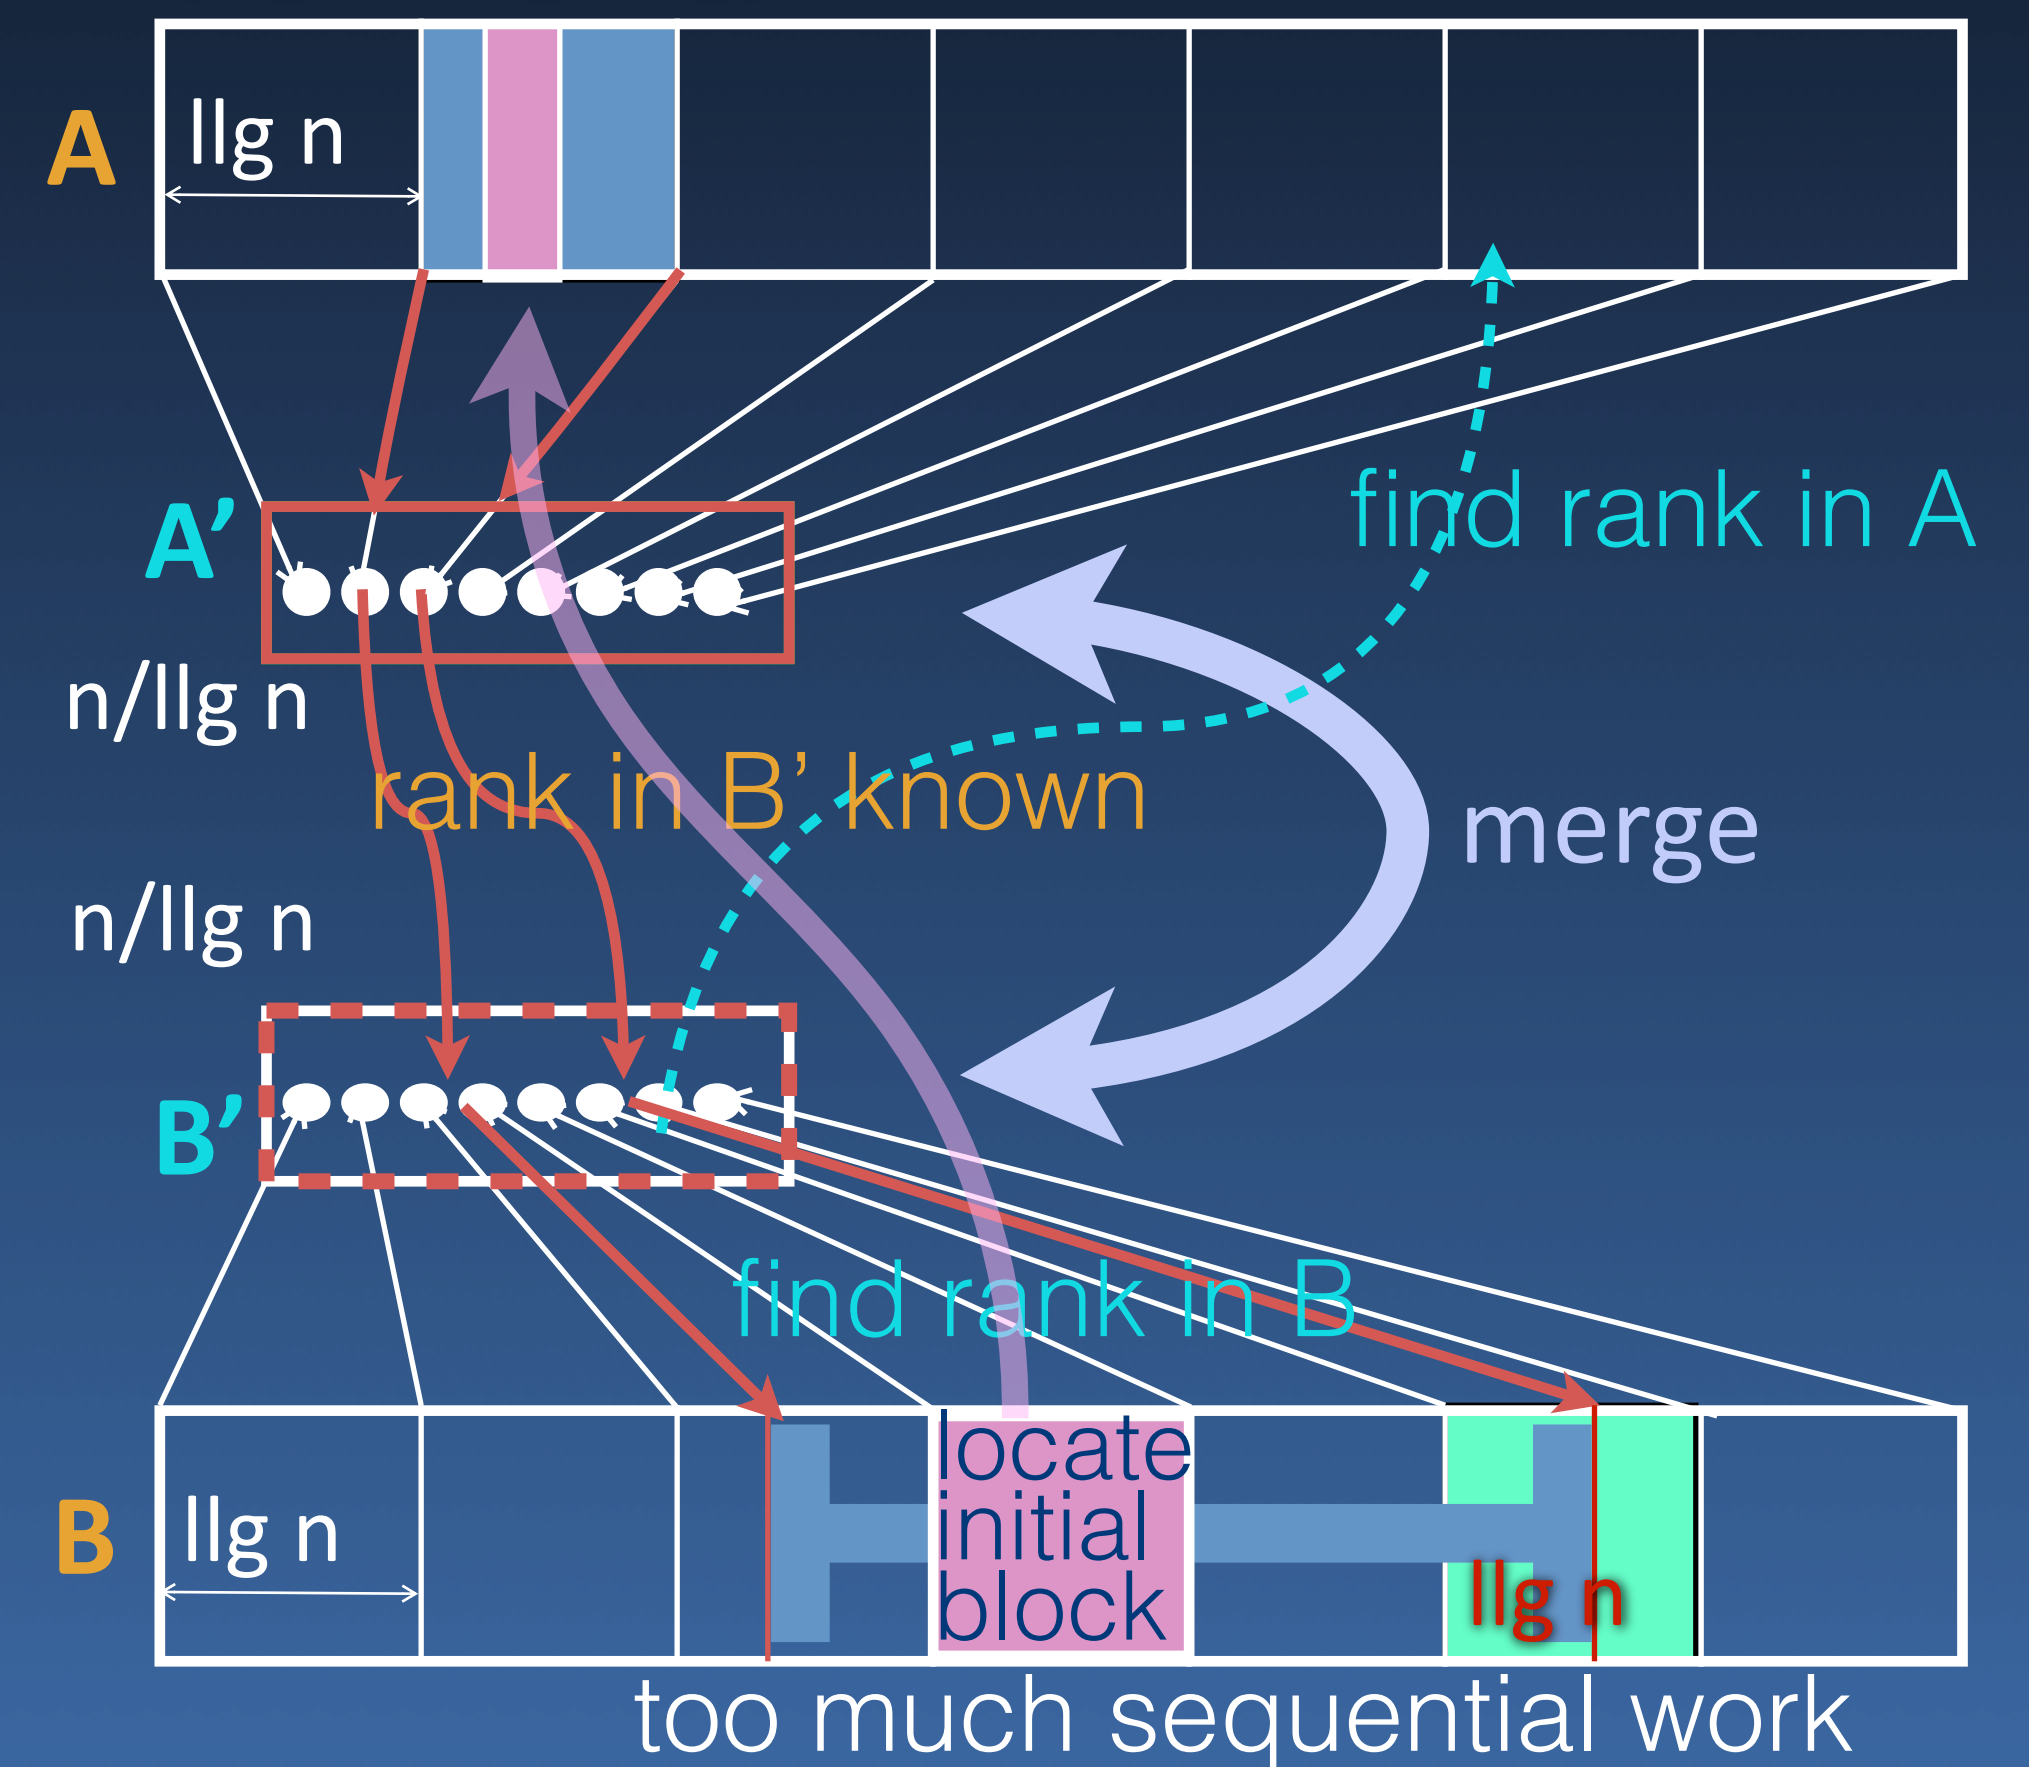 A
llg n
find rank in A
A’
n/llg n
rank in B’ known
merge
n/llg n
B’
find rank in B
B
llg n
locate
initial
block
llg n
too much sequential work